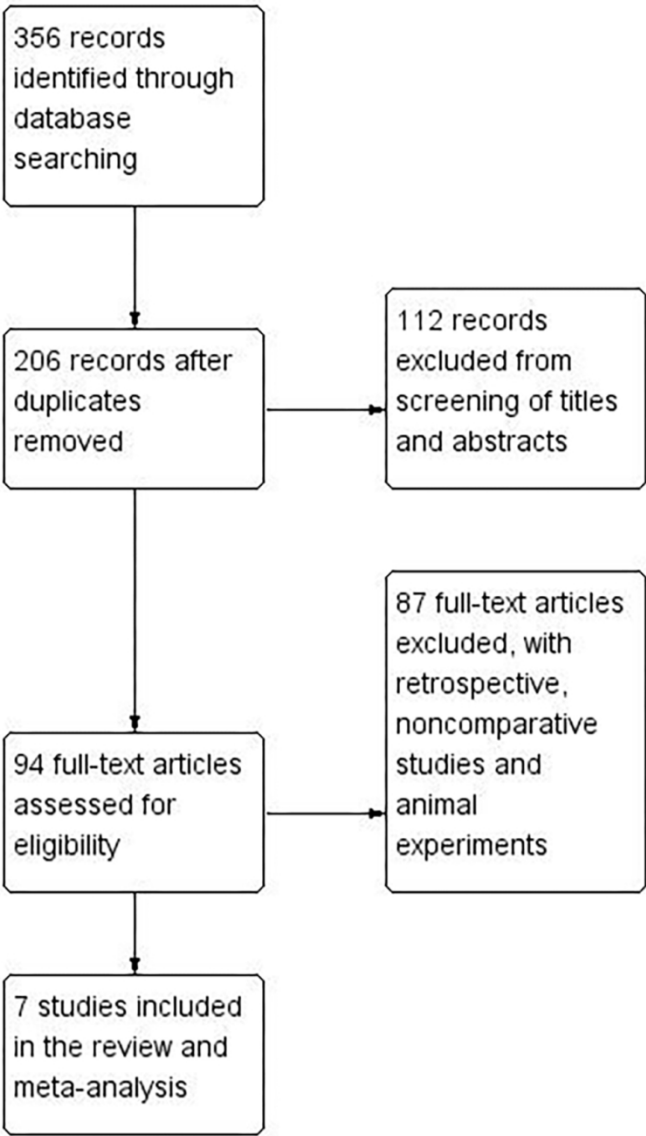 356 records
identified through
database
searching
206 records after
duplicates
removed
112 records
excluded from
screening of titles
and abstracts
94 full-text articles
assessed for
eligibility
87 full-text articles
excluded, with
retrospective,
noncomparative
studies and
animal
experiments
7 studies included
in the review and
meta-analysis